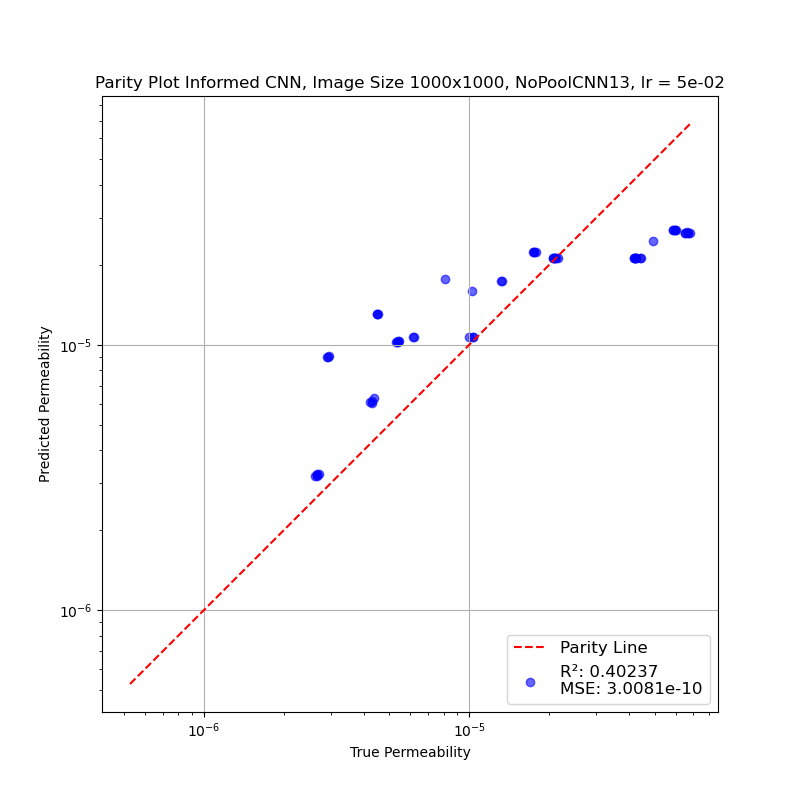 Parity Plot Informed CNN, Image Size 1000x1000, NoPoolCNN13, lr = 5e-02
Predicted Permeability
10⁻⁵
10⁻⁶
10⁻⁶
10⁻⁵
True Permeability
Parity Line
R²: 0.40237
MSE: 3.0081e-10